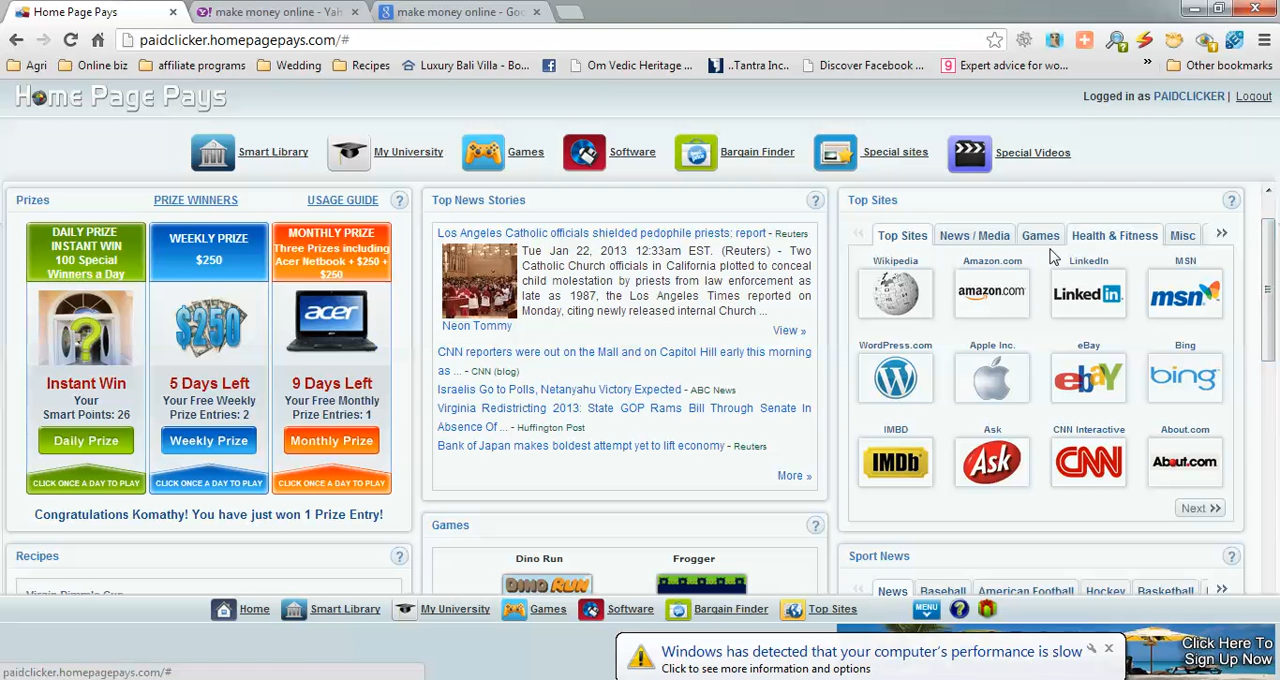 Home Page Pays
make money online - Yah
make money online - Goo
paidclicker.homepagepays.com/#
Agri
Online biz
affiliate programs
Wedding
Recipes
Luxury Bali Villa - Bo...
Om Vedic Heritage ...
..Tantra Inc..
Discover Facebook ...
9
Expert advice for wo...
Other bookmarks
Home Page Pays
Logged in as PAIDCLICKER | Logout
Smart Library
My University
Games
Software
Bargain Finder
Special sites
Special Videos
Prizes
PRIZE WINNERS
USAGE GUIDE
?
DAILY PRIZE
INSTANT WIN
100 Special
Winners a Day
Instant Win
Your
Smart Points: 26
Daily Prize
CLICK ONCE A DAY TO PLAY
WEEKLY PRIZE
$250
$250
5 Days Left
Your Free Weekly
Prize Entries: 2
Weekly Prize
CLICK ONCE A DAY TO PLAY
MONTHLY PRIZE
Three Prizes including
Acer Netbook + $250 +
$250
acer
9 Days Left
Your Free Monthly
Prize Entries: 1
Monthly Prize
CLICK ONCE A DAY TO PLAY
Congratulations Komathy! You have just won 1 Prize Entry!
Recipes
?
Top News Stories
?
Los Angeles Catholic officials shielded pedophile priests: report - Reuters
Tue Jan 22, 2013 12:33am EST. (Reuters) - Two
Catholic Church officials in California plotted to
conceal child molestation by priests from law enforcement as
late as 1987, the Los Angeles Times reported on
Monday, citing newly released internal Church ...
Neon Tommy
View »
CNN reporters were out on the Mall and on Capitol Hill early this morning
as ... - CNN (blog)
Israelis Go to Polls, Netanyahu Victory Expected - ABC News
Virginia Redistricting 2013: State GOP Rams Bill Through Senate In
Absence Of ... - Huffington Post
Bank of Japan makes boldest attempt yet to lift economy - Reuters
More »
Games
?
Dino Run
Frogger
DINO RUN
Top Sites
?
Top Sites
News / Media
Games
Health & Fitness
Misc
Wikipedia
Amazon.com
LinkedIn
MSN
amazon.com
Linked in
msn
WordPress.com
Apple Inc.
eBay
Bing
ebay
bing
IMBD
Ask
CNN Interactive
About.com
IMDb
Ask
CNN
About.com
Next »
Sport News
?
News
Baseball
American Football
Hockey
Basketball
Home
Smart Library
My University
Games
Software
Bargain Finder
Top Sites
MENU
?
Windows has detected that your computer's performance is slow
Click to see more information and options
Click Here To
Sign Up Now
paidclicker.homepagepays.com/#